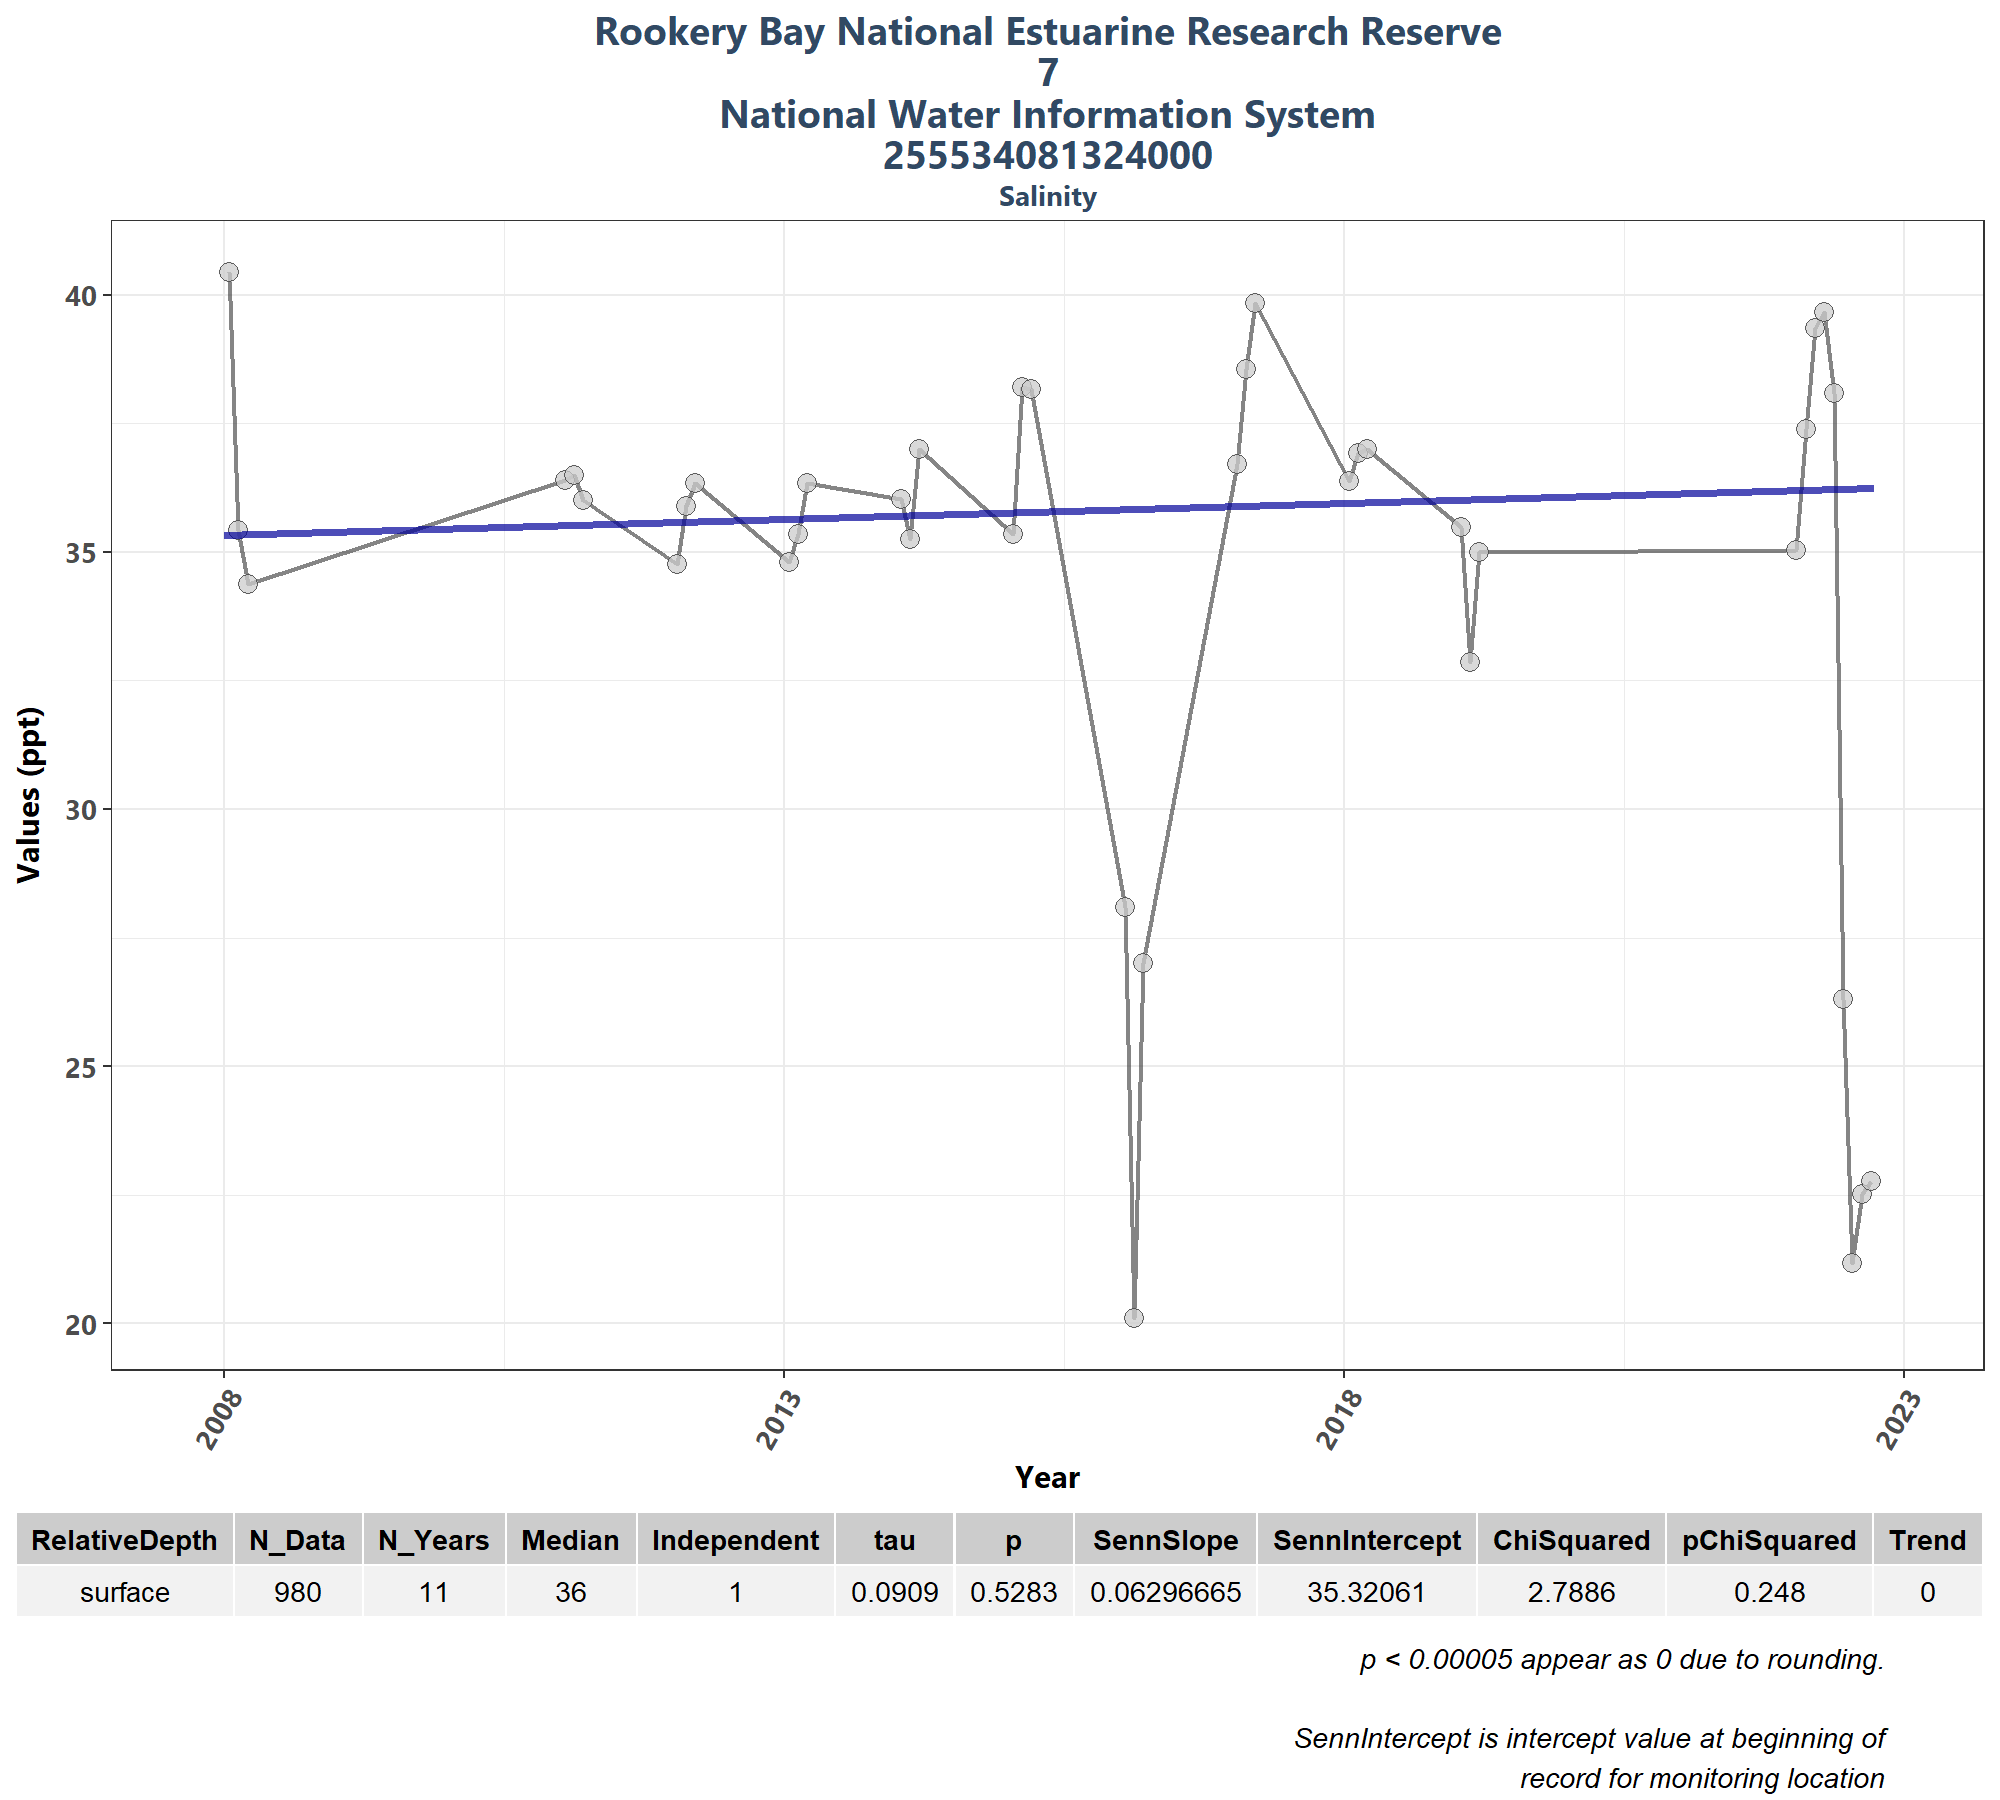 Rookery Bay National Estuarine Research Reserve
7
National Water Information System
255534081324000
Salinity
40
35
30
25
20
Values (ppt)
2008
2013
2018
2023
Year
RelativeDepth N_Data N_Years Median Independent tau p SennSlope SennIntercept ChiSquared pChiSquared Trend
surface 980 11 36 1 0.0909 0.5283 0.06296665 35.32061 2.7886 0.248 0
p < 0.00005 appear as 0 due to rounding.
SennIntercept is intercept value at beginning of
record for monitoring location